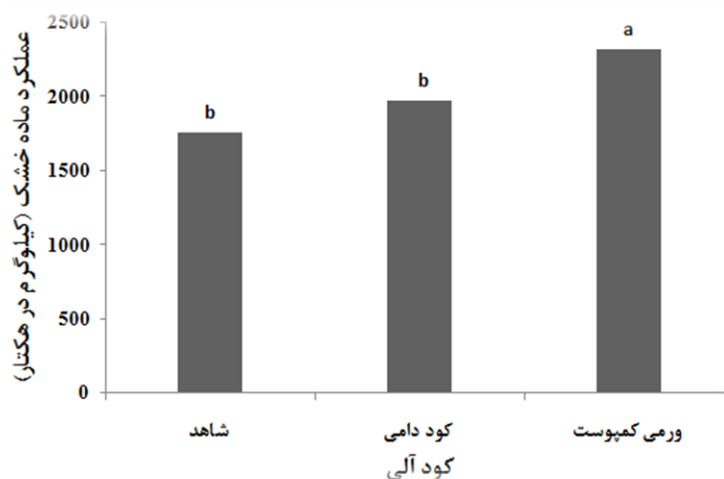 عملکرد ماده خشک (کیلوگرم در هکتار)
2500
2000
1500
1000
500
0
b
b
a
شاهد
کود دامی
ورمی کمپوست
کود آلی